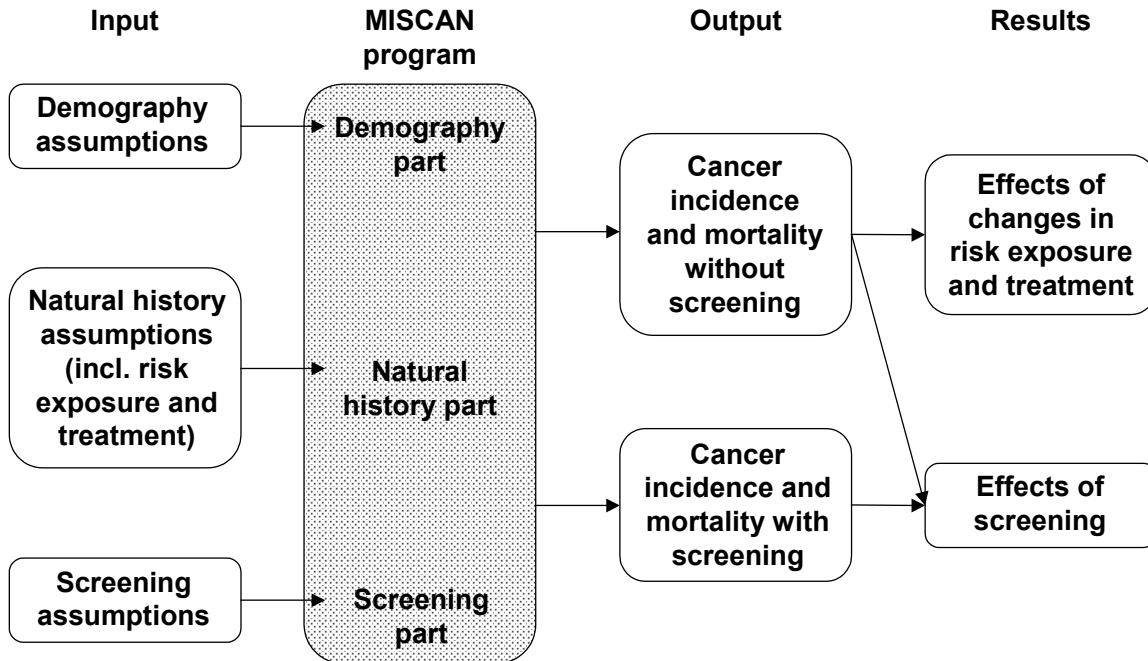 Input
MISCAN
program
Output
Results
Demography
assumptions
Demography
part
Cancer
incidence
and mortality
without
screening
Effects of
changes in
risk exposure
and treatment
Natural history
assumptions
(incl. risk
exposure and
treatment)
Natural
history part
Cancer
incidence and
mortality with
screening
Effects of
screening
Screening
assumptions
Screening
part